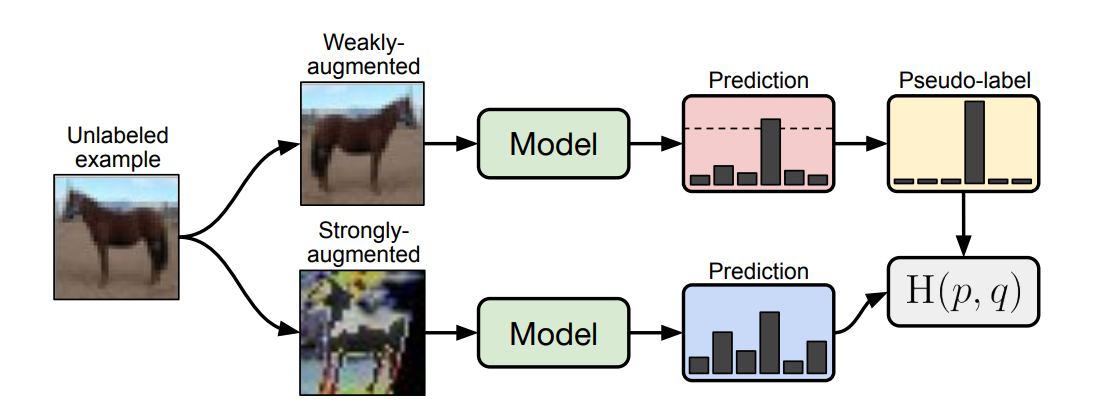 Unlabeled
example
Weakly-
augmented
Model
Prediction
Pseudo-label
Strongly-
augmented
Model
Prediction
H(p, q)